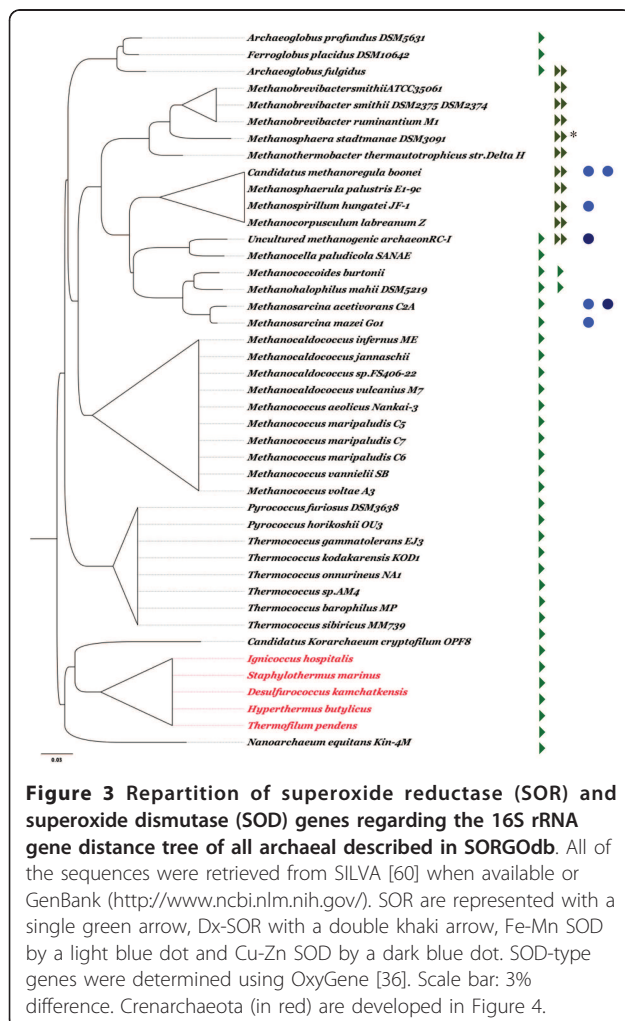 Archaeoglobus profundus DSM5631
Ferroglobus placidus DSM10642
Archaeoglobus fulgidus
MethanobrevibactersmithiiATCC35061
Methanobrevibacter smithii DSM2375 DSM2374
Methanobrevibacter ruminantium M1
Methanosphaera stadtmanae DSM3091 *
Methanothermobacter thermautotrophicus str.Delta H
Candidatus methanoregula boonei
Methanosphaerula palustris E1-9c
Methanospirillum hungatei JF-1
Methanocorpusculum labreanum Z
Uncultured methanogenic archaeonRC-I
Methanocella paludicola SANAE
Methanococcoides burtonii
Methanohalophilus mahii DSM5219
Methanosarcina acetivorans C2A
Methanosarcina mazei Go1
Methanocaldococcus infernus ME
Methanocaldococcus jannaschii
Methanocaldococcus sp.FS406-22
Methanocaldococcus vulcanius M7
Methanococcus aeolicus Nankai-3
Methanococcus maripaludis C5
Methanococcus maripaludis C7
Methanococcus maripaludis C6
Methanococcus vannielii SB
Methanococcus voltae A3
Pyrococcus furiosus DSM3638
Pyrococcus horikoshii OU3
Thermococcus gammatolerans EJ3
Thermococcus kodakarensis KOD1
Thermococcus onnurineus NA1
Thermococcus sp.AM4
Thermococcus barophilus MP
Thermococcus sibiricus MM739
Candidatus Korarchaeum cryptofilum OPF8
Ignicoccus hospitalis
Staphylothermus marinus
Desulfurococcus kamchatkensis
Hyperthermus butylicus
Thermofilum pendens
Nanoarchaeum equitans Kin-4M
0.03
Figure 3 Repartition of superoxide reductase (SOR) and
superoxide dismutase (SOD) genes regarding the 16S rRNA
gene distance tree of all archaeal described in SORGOdb. All of
the sequences were retrieved from SILVA [60] when available or
GenBank (http://www.ncbi.nlm.nih.gov/). SOR are represented with a
single green arrow, Dx-SOR with a double khaki arrow, Fe-Mn SOD
by a light blue dot and Cu-Zn SOD by a dark blue dot. SOD-type
genes were determined using OxyGene [36]. Scale bar: 3%
difference. Crenarchaeota (in red) are developed in Figure 4.